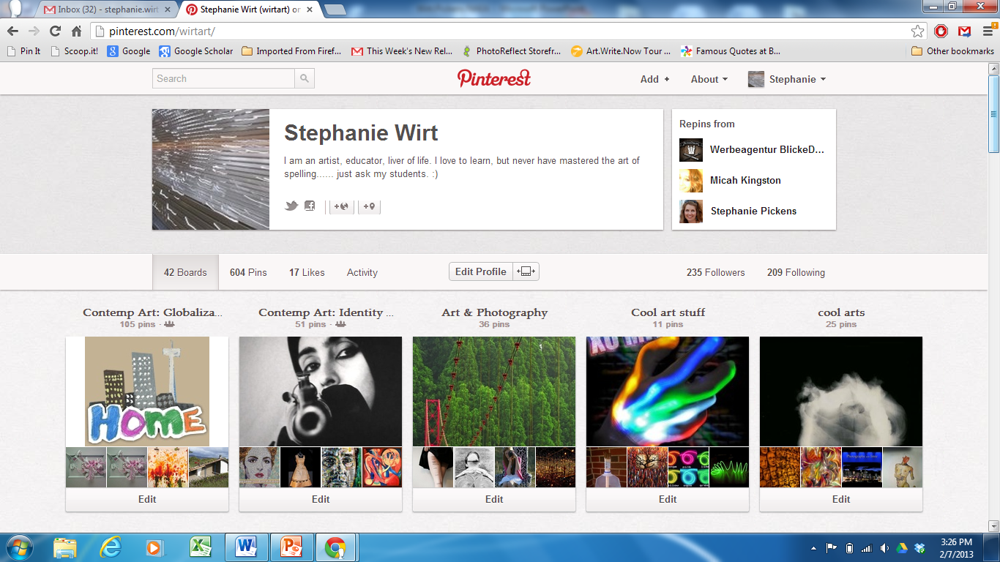 Inbox (32) - stephanie.wirt
Stephanie Wirt (wirtart) or
pinterest.com/wirtart/
Pin It
Scoop.it!
Google
Google Scholar
Imported From Firef...
This Week's New Rel...
PhotoReflect Storefr...
Art.Write.Now Tour ...
Famous Quotes at B...
Other bookmarks
Search
Pinterest
Add +
About
Stephanie
Stephanie Wirt
I am an artist, educator, liver of life. I love to learn, but never have mastered the art of
spelling...... just ask my students. :)
Repins from
Werbeagentur BlickeD...
Micah Kingston
Stephanie Pickens
42 Boards
604 Pins
17 Likes
Activity
Edit Profile
235 Followers
209 Following
Contemp Art: Globaliza...
105 pins ·
Contemp Art: Identity ...
51 pins ·
Art & Photography
36 pins
Cool art stuff
11 pins
cool arts
25 pins
HOME
Edit
Edit
Edit
Edit
Edit
3:26 PM
2/7/2013